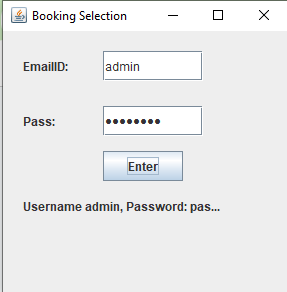 Booking Selection
EmailID: admin
Pass: ●●●●●●●●
Enter
Username admin, Password: pas...